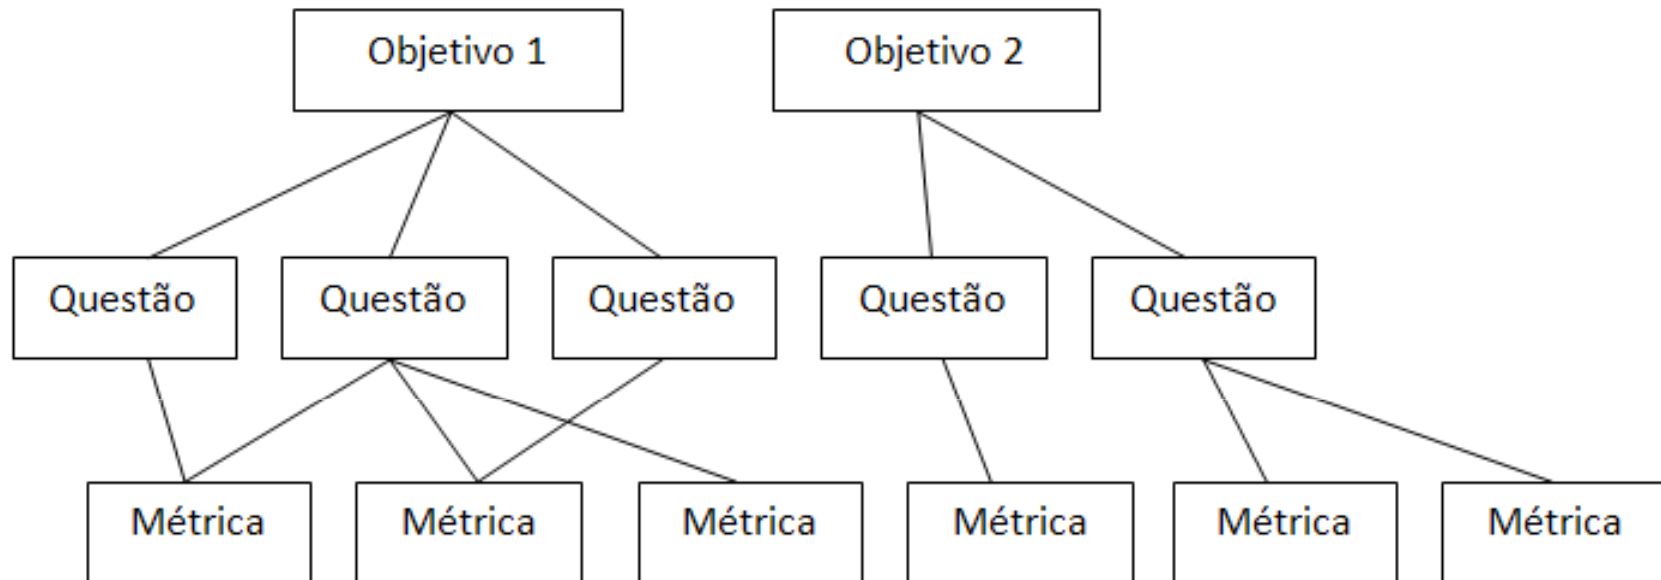 Objetivo 1
Objetivo 2
Questão
Questão
Questão
Questão
Questão
Métrica
Métrica
Métrica
Métrica
Métrica
Métrica